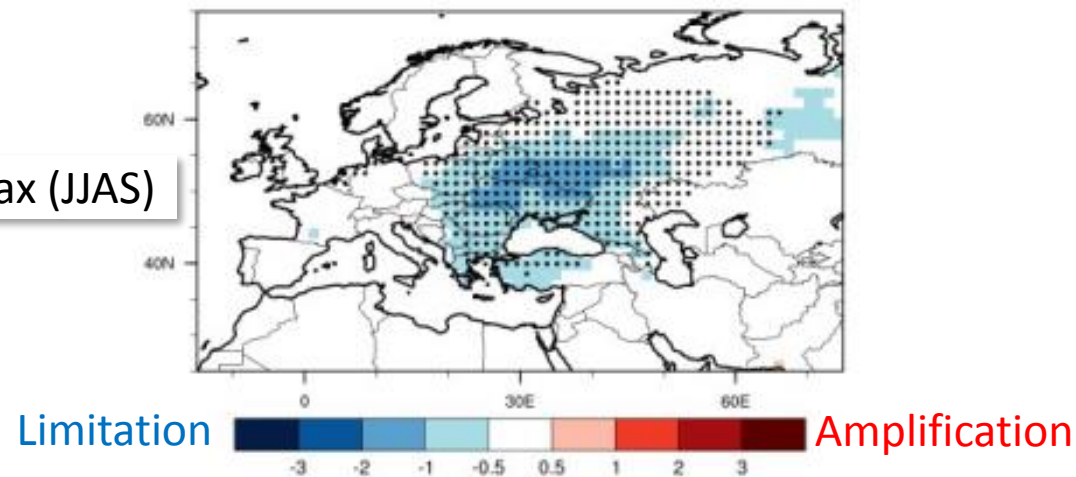 60N
ax (JJAS)
40N
0 30E 60E
Limitation Amplification
-3 -2 -1 -0.5 0.5 1 2 3